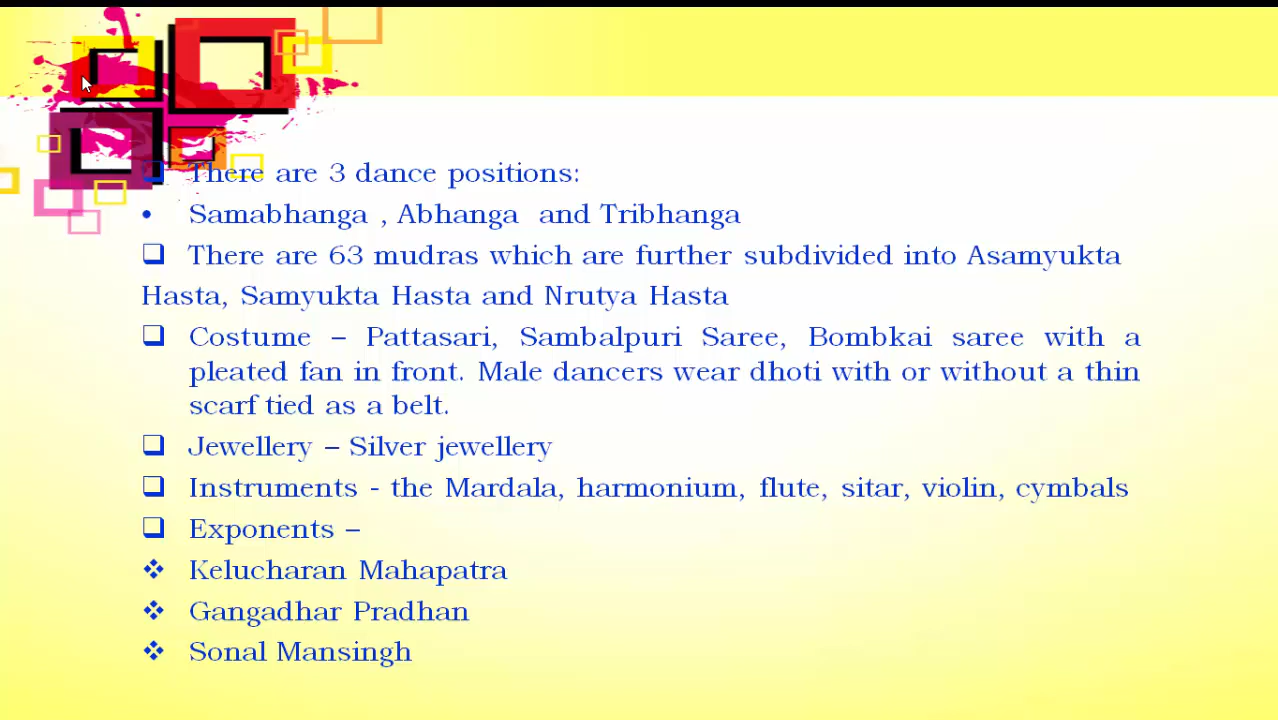 There are 3 dance positions:
• Samabhanga , Abhanga and Tribhanga
❑ There are 63 mudras which are further subdivided into Asamyukta
Hasta, Samyukta Hasta and Nrutya Hasta
❑ Costume – Pattasari, Sambalpuri Saree, Bombkai saree with a
pleated fan in front. Male dancers wear dhoti with or without a thin
scarf tied as a belt.
❑ Jewellery – Silver jewellery
❑ Instruments - the Mardala, harmonium, flute, sitar, violin, cymbals
❑ Exponents –
❖ Kelucharan Mahapatra
❖ Gangadhar Pradhan
❖ Sonal Mansingh